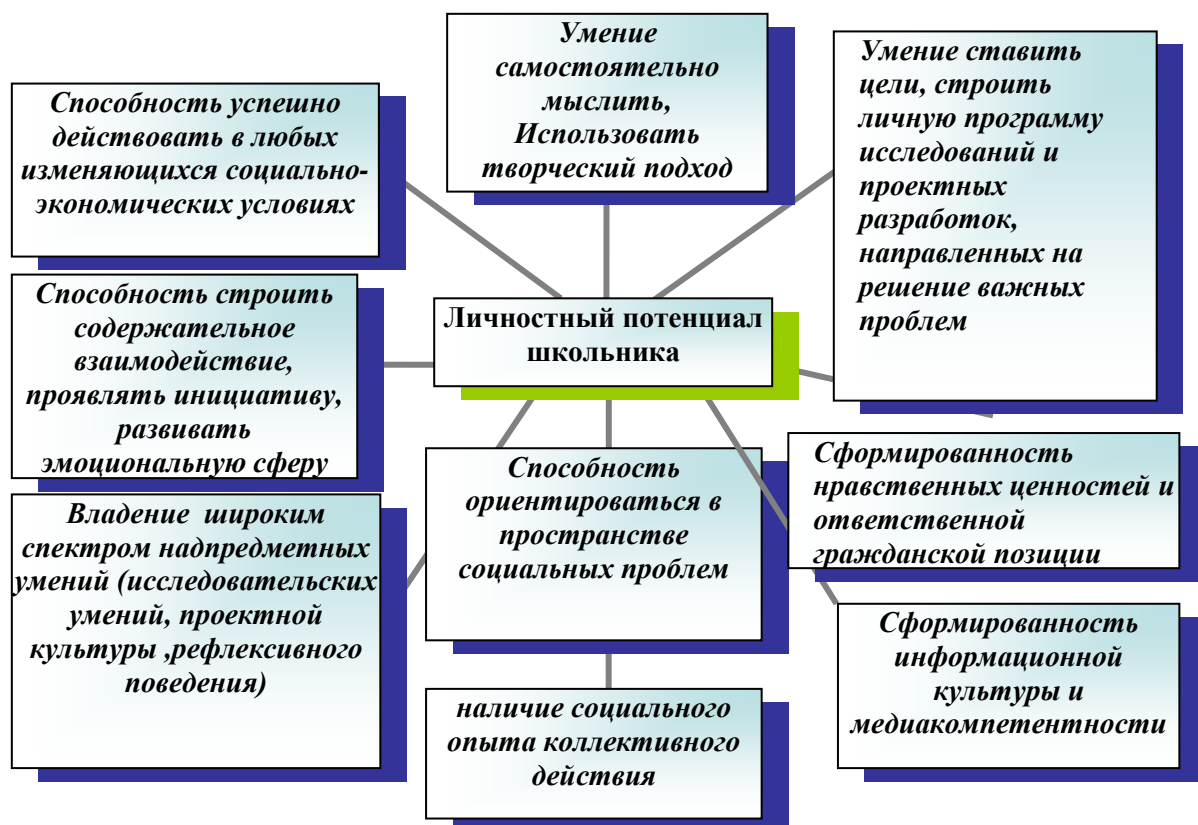 Умение
самостоятельно
мыслить,
Использовать
творческий подход
Умение ставить
цели, строить
личную программу
исследований и
проектных
разработок,
направленных на
решение важных
проблем
Способность успешно
действовать в любых
изменяющихся социально-
экономических условиях
Способность строить
содержательное
взаимодействие,
проявлять инициативу,
развивать
эмоциональную сферу
Личностный потенциал
школьника
Владение широким
спектром надпредметных
умений (исследовательских
умений, проектной
культуры ,рефлексивного
поведения)
Способность
ориентироваться в
пространстве
социальных проблем
Сформированность
нравственных ценностей и
ответственной
гражданской позиции
Сформированность
информационной
культуры и
медиакомпетентности
наличие социального
опыта коллективного
действия